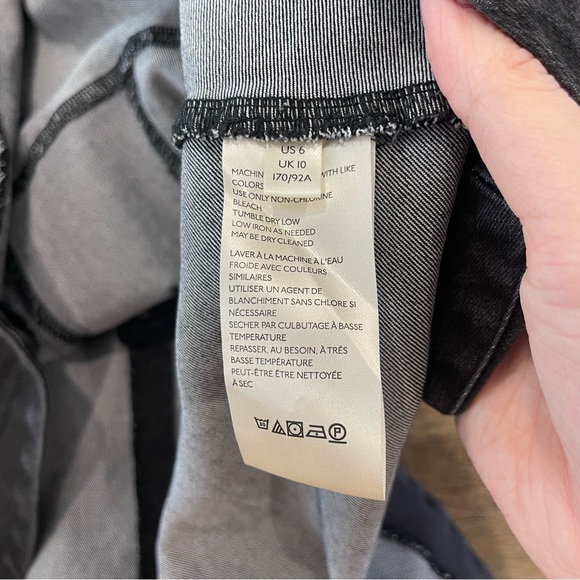 US 6
UK 10
170/92A
MACHIN WITH LIKE
COLORS
USE ONLY NON-CHLORINE
BLEACH
TUMBLE DRY LOW
LOW IRON AS NEEDED
MAY BE DRY CLEANED
LAVER À LA MACHINE À L'EAU
FROIDE AVEC COULEURS
SIMILAIRES
UTILISER UN AGENT DE
BLANCHIMENT SANS CHLORE SI
NÉCESSAIRE
SECHER PAR CULBUTAGE À BASSE
TEMPERATURE
REPASSER, AU BESOIN, À TRÉS
BASSE TEMPÉRATURE
PEUT-ÊTRE ÊTRE NETTOYÉE
À SEC
P